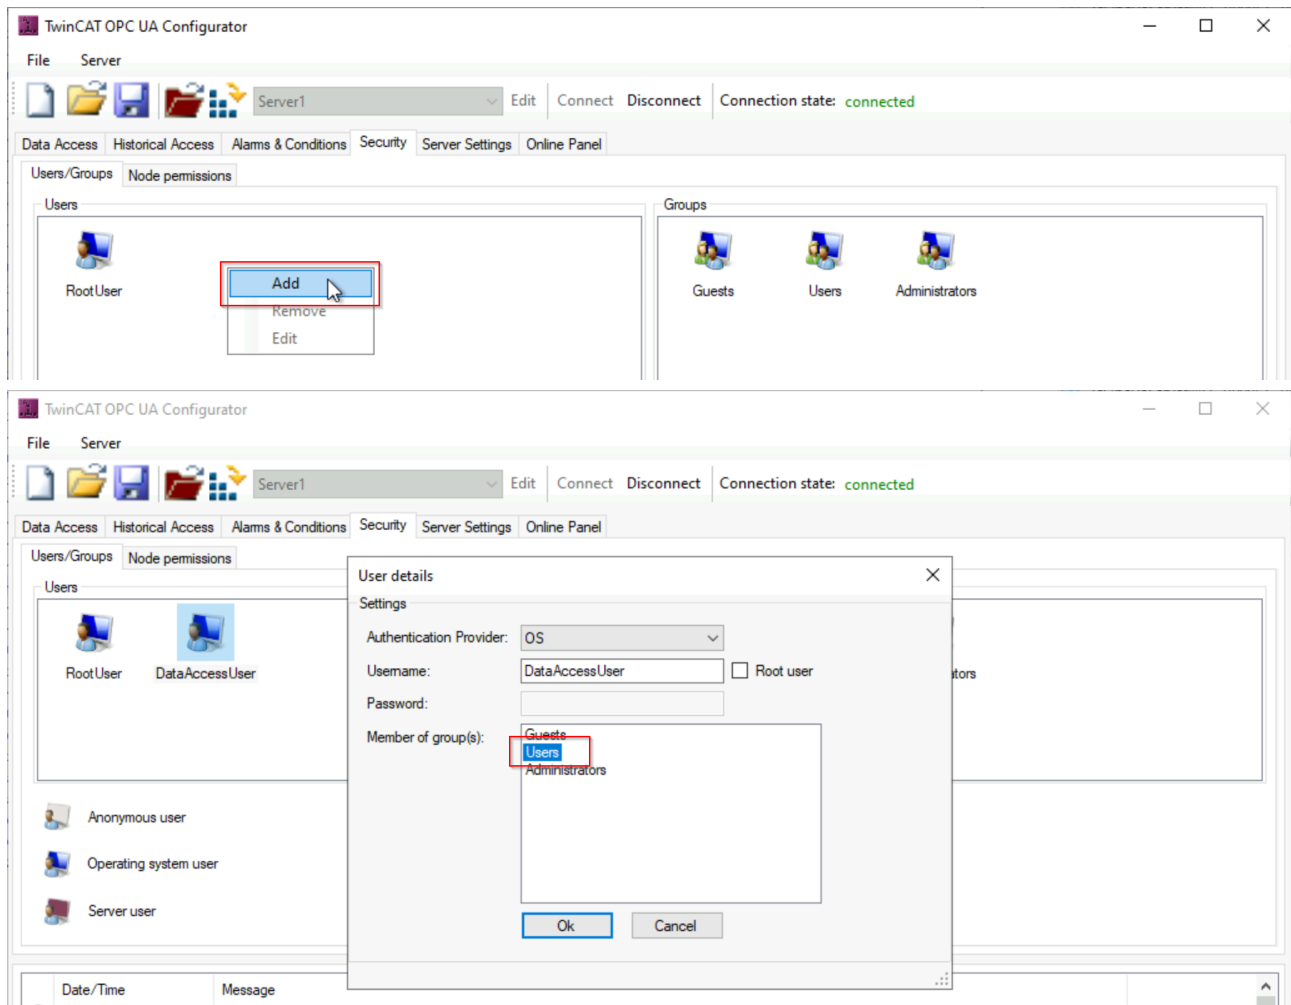 TwinCAT OPC UA Configurator
File Server
Server1 Edit Connect Disconnect Connection state: connected
Data Access Historical Access Alarms & Conditions Security Server Settings Online Panel
Users/Groups Node permissions
Users Groups
RootUser Guests Users Administrators
Add
Remove
Edit
TwinCAT OPC UA Configurator
File Server
Server1 Edit Connect Disconnect Connection state: connected
Data Access Historical Access Alarms & Conditions Security Server Settings Online Panel
Users/Groups Node permissions
Users
RootUser DataAccessUser
tors
Anonymous user
Operating system user
Server user
User details
Settings
Authentication Provider: OS
Username: DataAccessUser Root user
Password:
Member of group(s): Guests
Users
Administrators
Ok Cancel
Date/Time Message